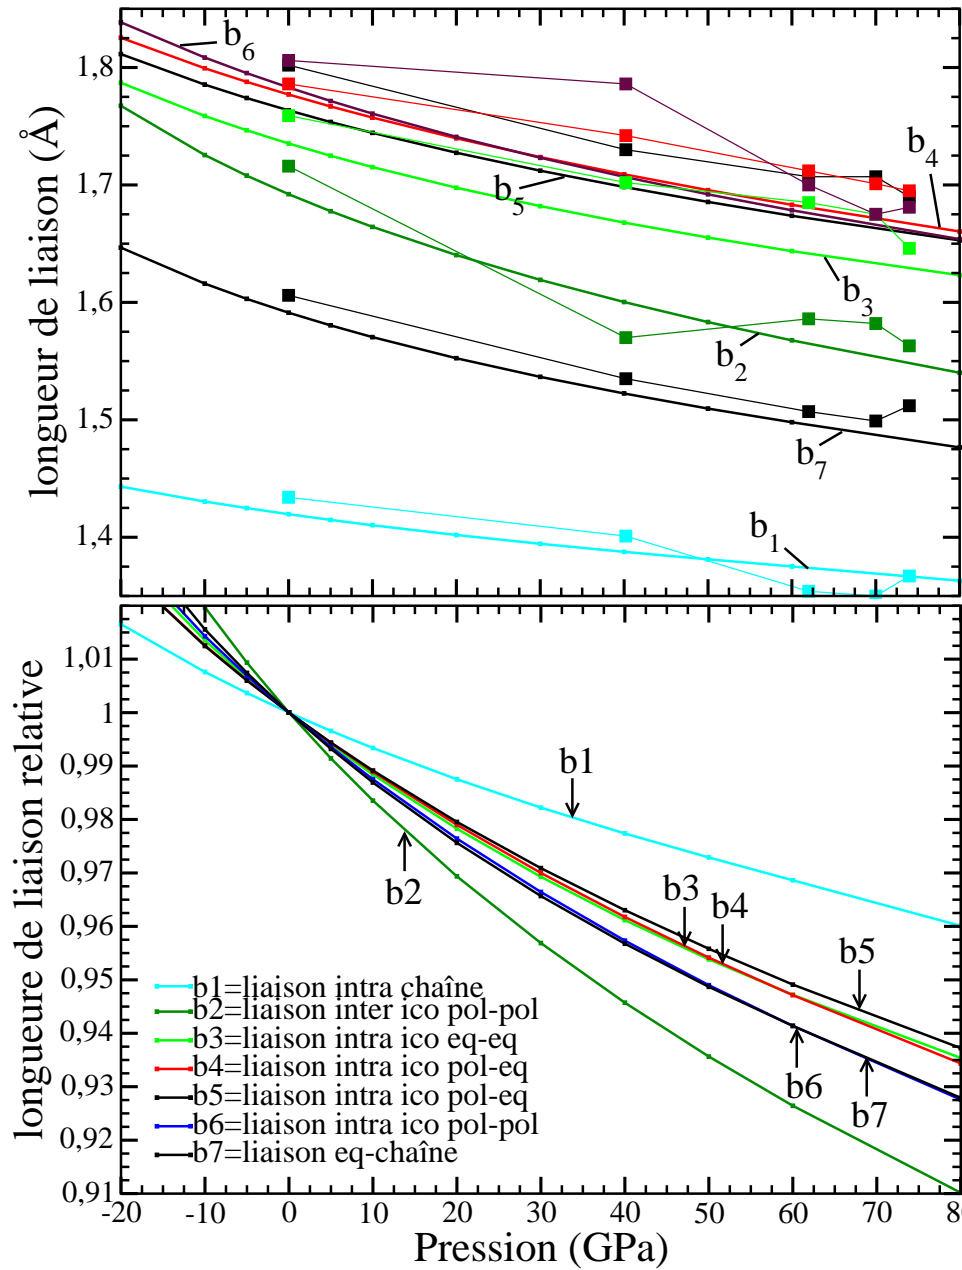 b6
1,8
b4
1,7
b5
b3
1,6
b2
1,5
b7
1,4
b1
longueur de liaison (Å)
1,01
1
0,99
0,98
0,97
0,96
0,95
0,94
0,93
0,92
0,91
longueure de liaison relative
b1
b2
b3
b4
b5
b6
b7
b1=liaison intra chaîne
b2=liaison inter ico pol-pol
b3=liaison intra ico eq-eq
b4=liaison intra ico pol-eq
b5=liaison intra ico pol-eq
b6=liaison intra ico pol-pol
b7=liaison eq-chaîne
-20 -10 0 10 20 30 40 50 60 70 80
Pression (GPa)